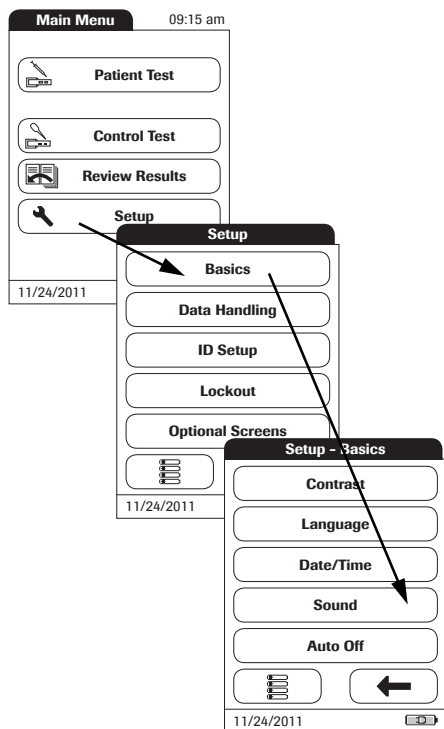 Main Menu 09:15 am
Patient Test
Control Test
Review Results
Setup
11/24/2011
Setup
Basics
Data Handling
ID Setup
Lockout
Optional Screens
11/24/2011
Setup - Basics
Contrast
Language
Date/Time
Sound
Auto Off
11/24/2011